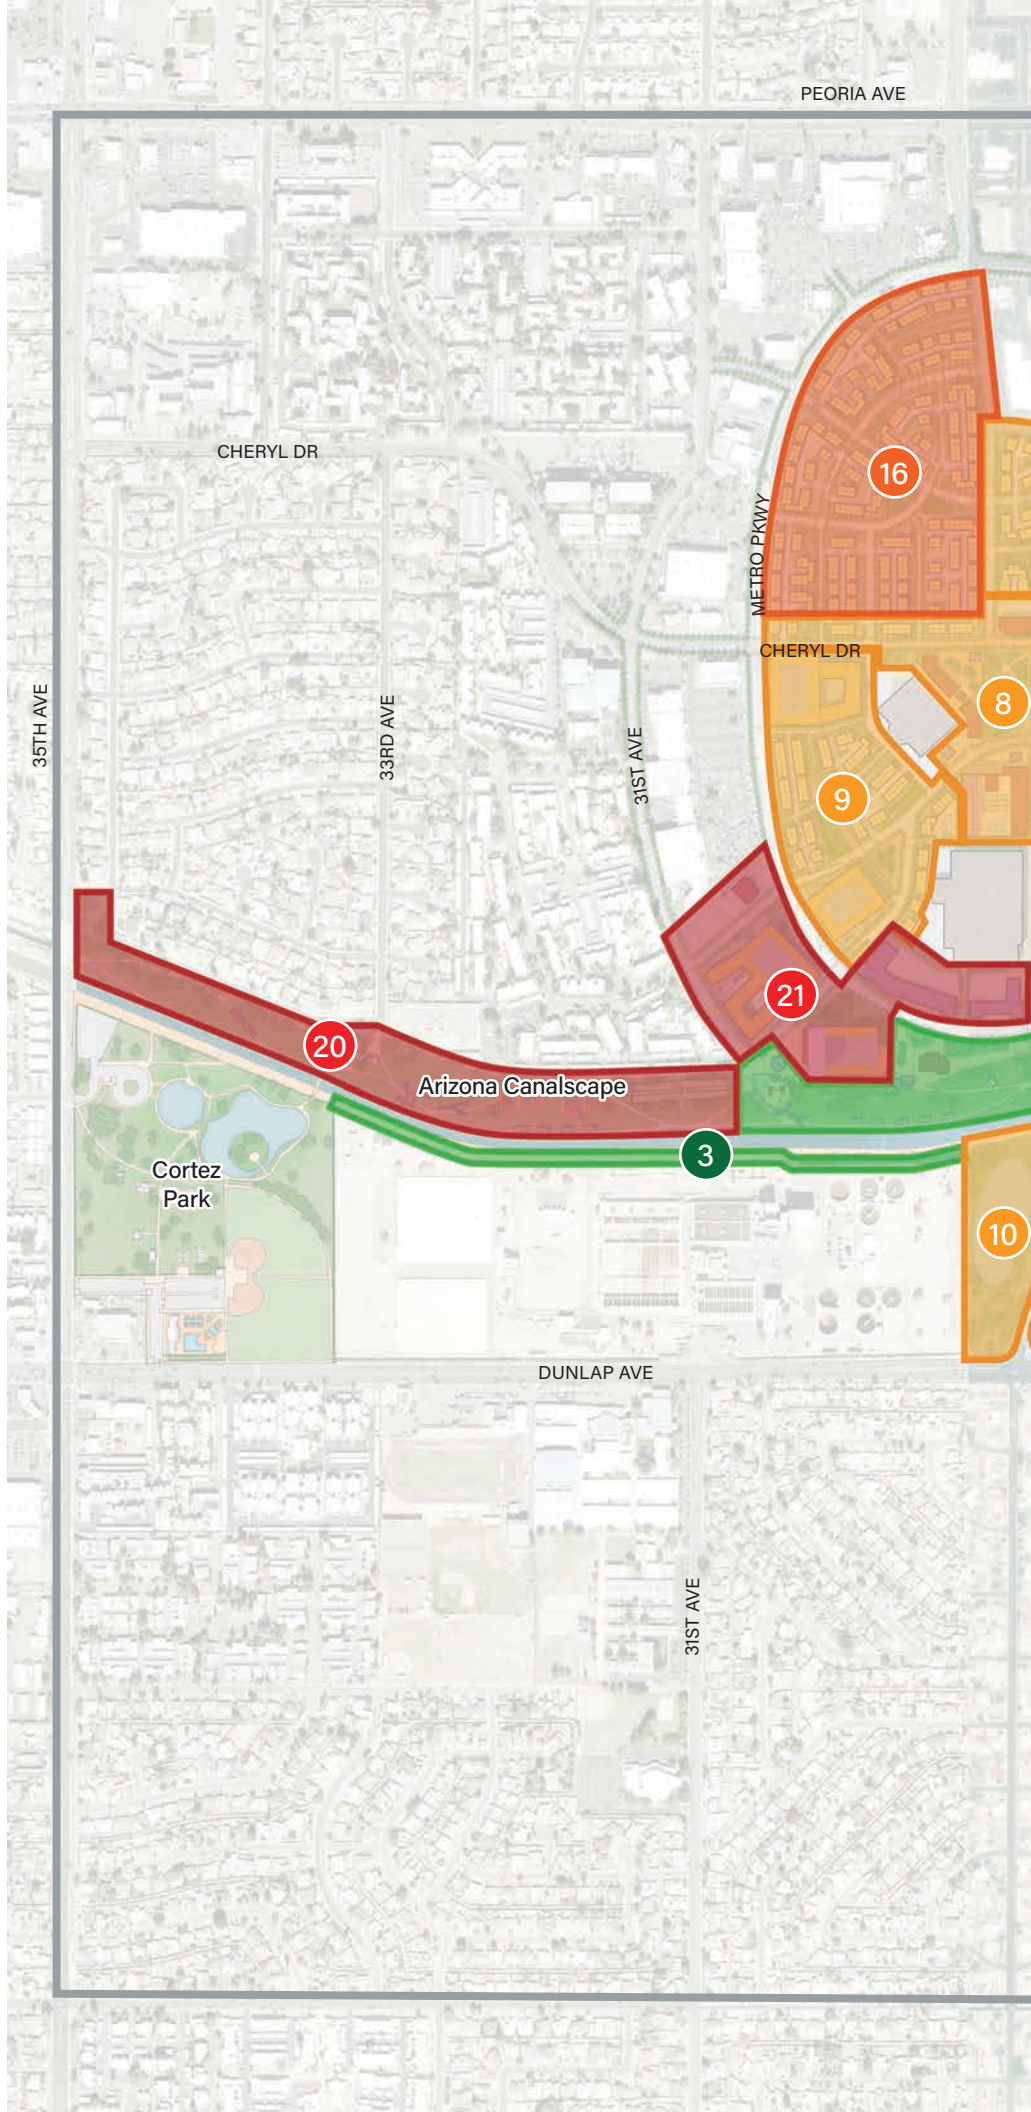 PEORIA AVE
CHERYL DR
16
METRO PKWY
CHERYL DR
35TH AVE
33RD AVE
31ST AVE
8
9
21
20
Arizona Canalscape
3
Cortez
Park
10
DUNLAP AVE
31ST AVE